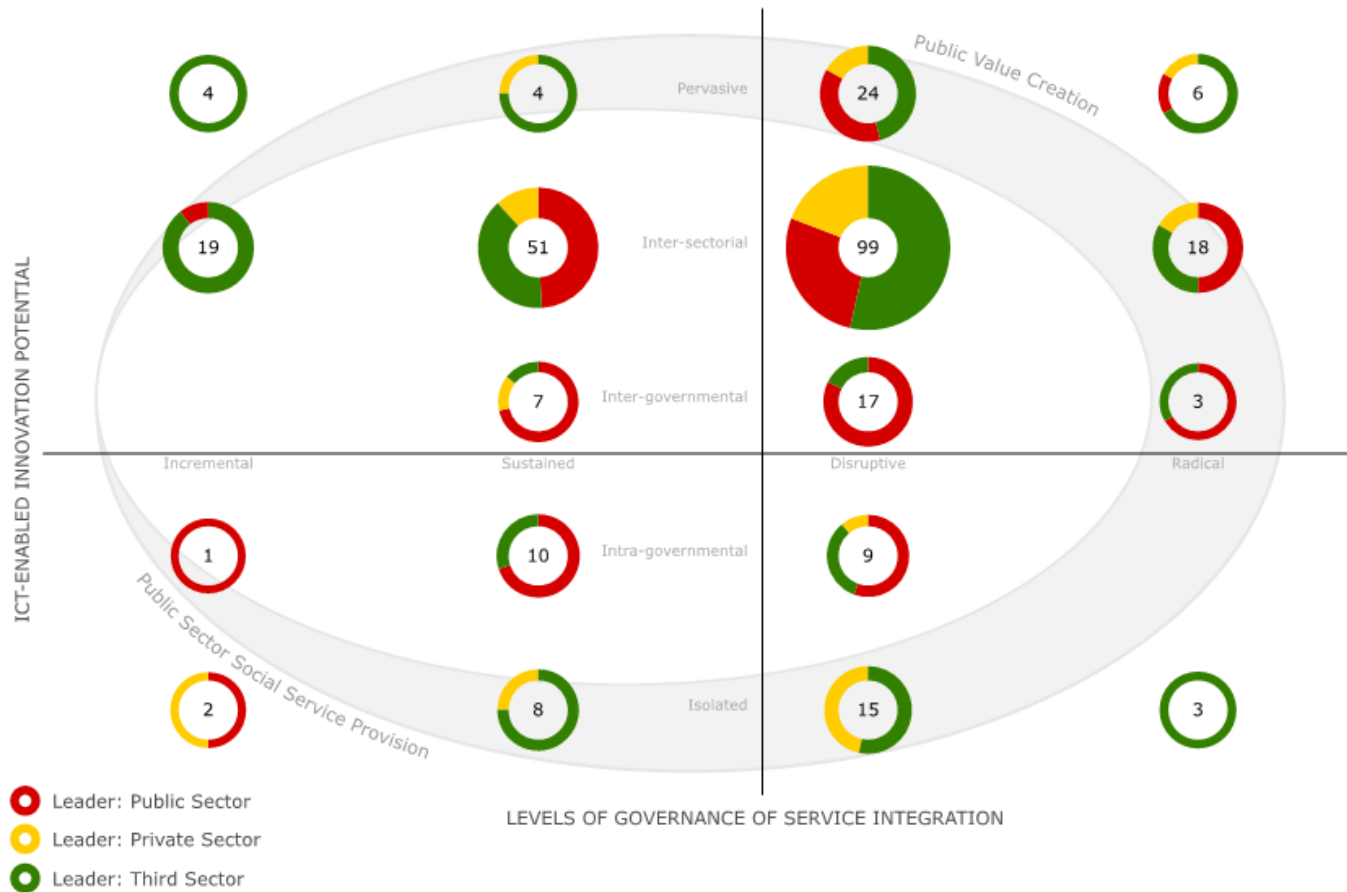 Public Value Creation
4
4
Pervasive
24
6
19
51
Inter-sectorial
99
18
7
Inter-governmental
17
3
ICT-ENABLED INNOVATION POTENTIAL
Incremental
Sustained
Disruptive
Radical
1
10
Intra-governmental
9
Public Sector Social Service Provision
2
8
Isolated
15
3
Leader: Public Sector
Leader: Private Sector
Leader: Third Sector
LEVELS OF GOVERNANCE OF SERVICE INTEGRATION